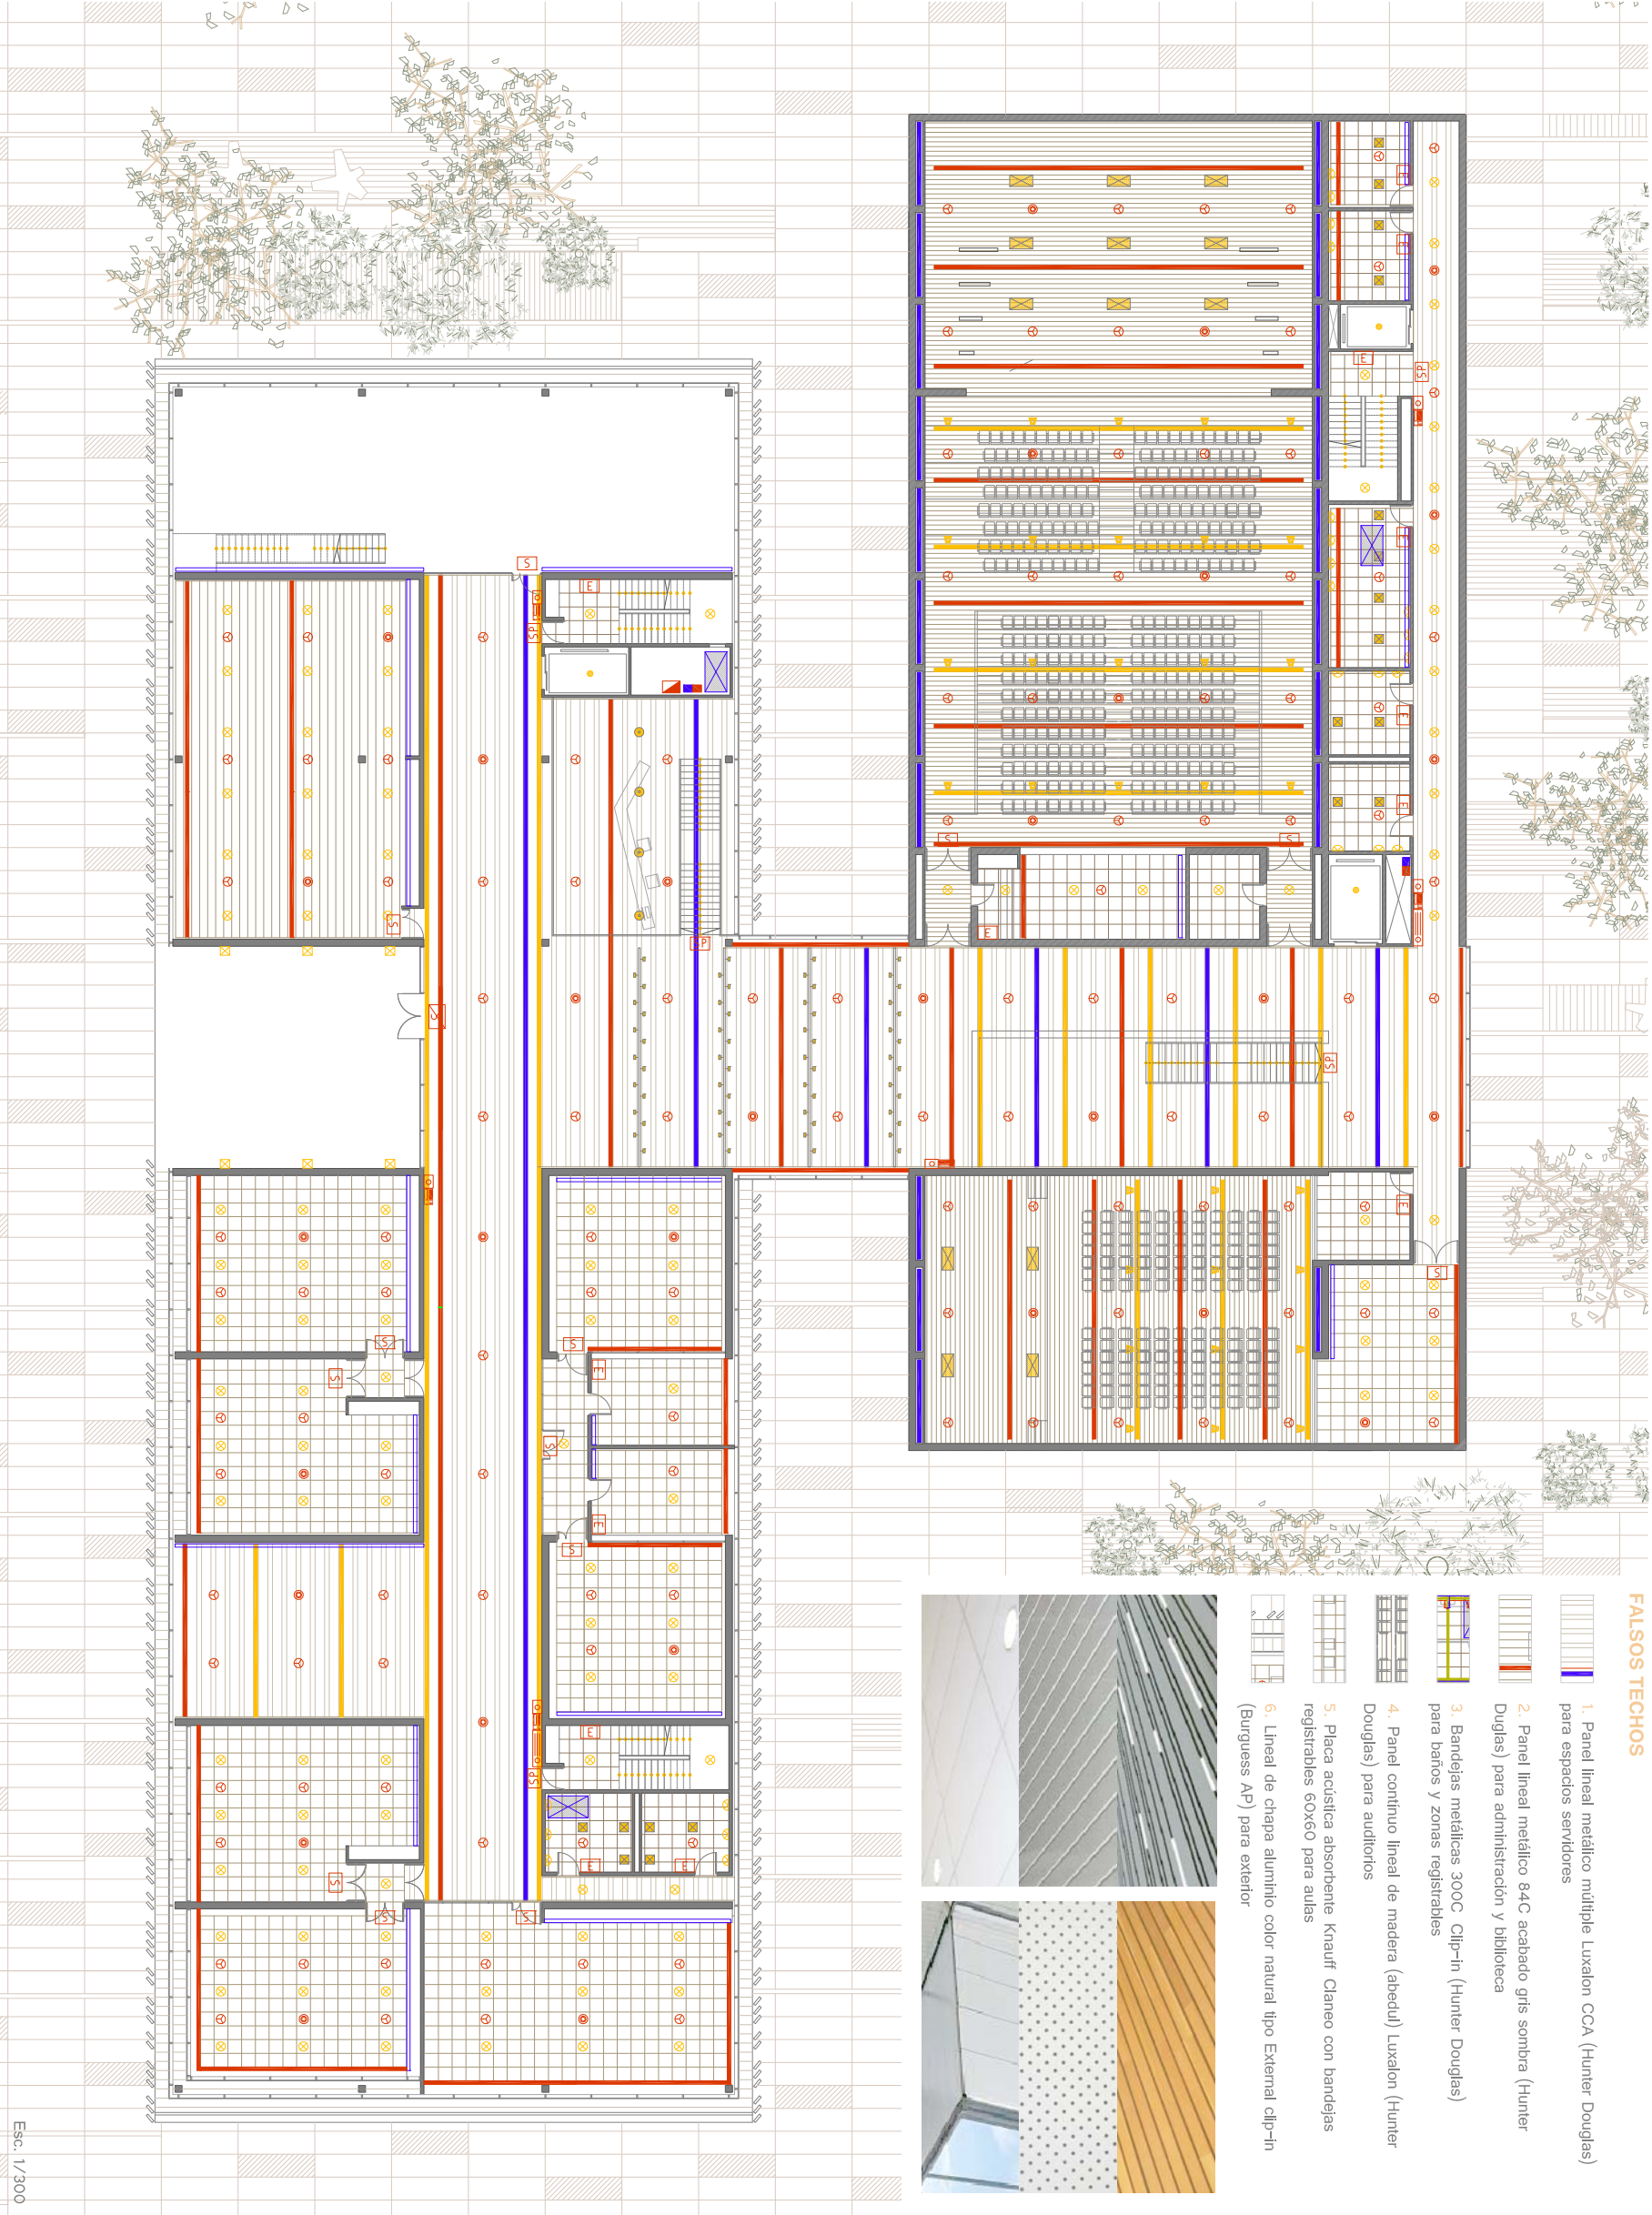 FALSOS TECHOS
1. Panel lineal metálico múltiple Luxalon CCA (Hunter Douglas)
para espacios servidores
2. Panel lineal metálico 84C acabado gris sombra (Hunter
Duglas) para administración y biblioteca
3. Bandejas metálicas 300C Clip-in (Hunter Douglas)
para baños y zonas registrables
4. Panel continuo lineal de madera (abedul) Luxalon (Hunter
Douglas) para auditorios
5. Placa acústica absorbente Knauff Claneo con bandejas
registrables 60x60 para aulas
6. Lineal de chapa aluminio color natural tipo External clip-in
(Burguess AP) para exterior
Esc. 1/300